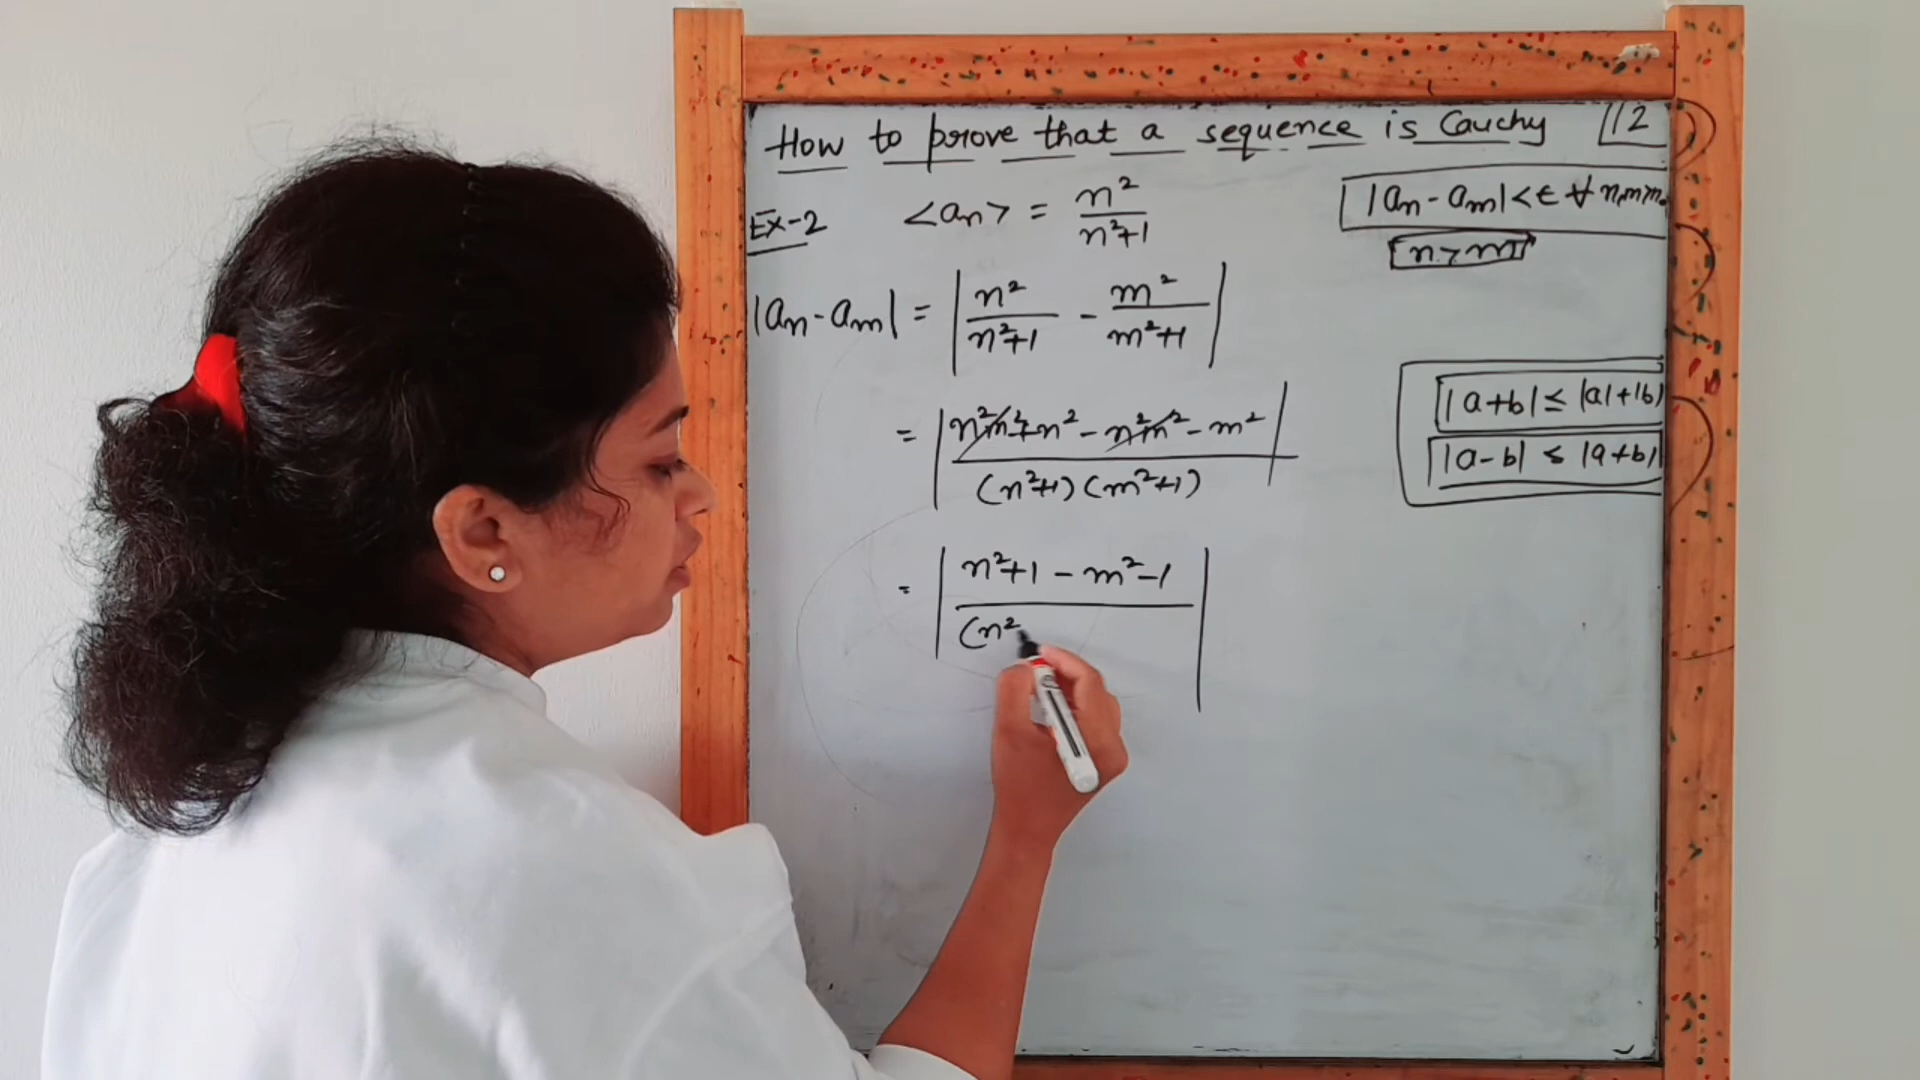 How to prove that a sequence is Cauchy 12
Ex-2 <an> = n²/n²+1
|an - am| < ε ∀ n,m>m₀
n > m
|an - am| = | n²/n²+1 - m²/m²+1 |
= | n²m²+n² - n²m² - m² / (n²+1)(m²+1) |
|a+b| ≤ |a|+|b|
|a-b| ≤ |a+b|
= | n²+1 - m²-1 / (n² |